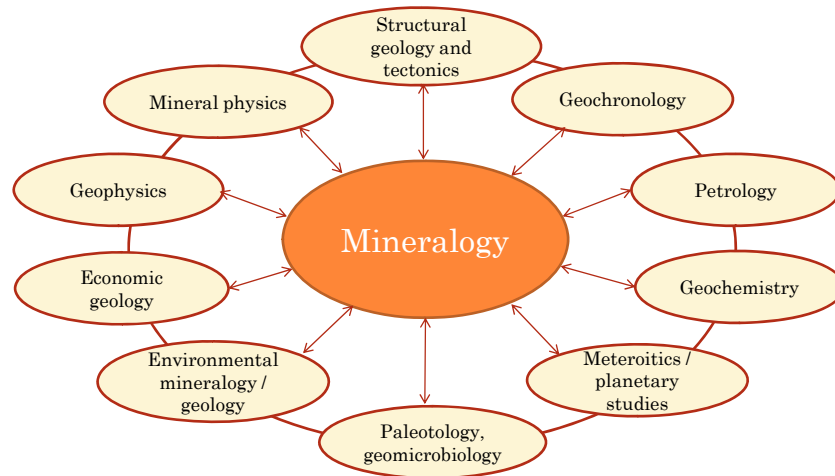 Structural
geology and
tectonics
Mineral physics
Geochronology
Geophysics
Petrology
Mineralogy
Economic
geology
Geochemistry
Environmental
mineralogy /
geology
Meteroitics /
planetary
studies
Paleotology,
geomicrobiology